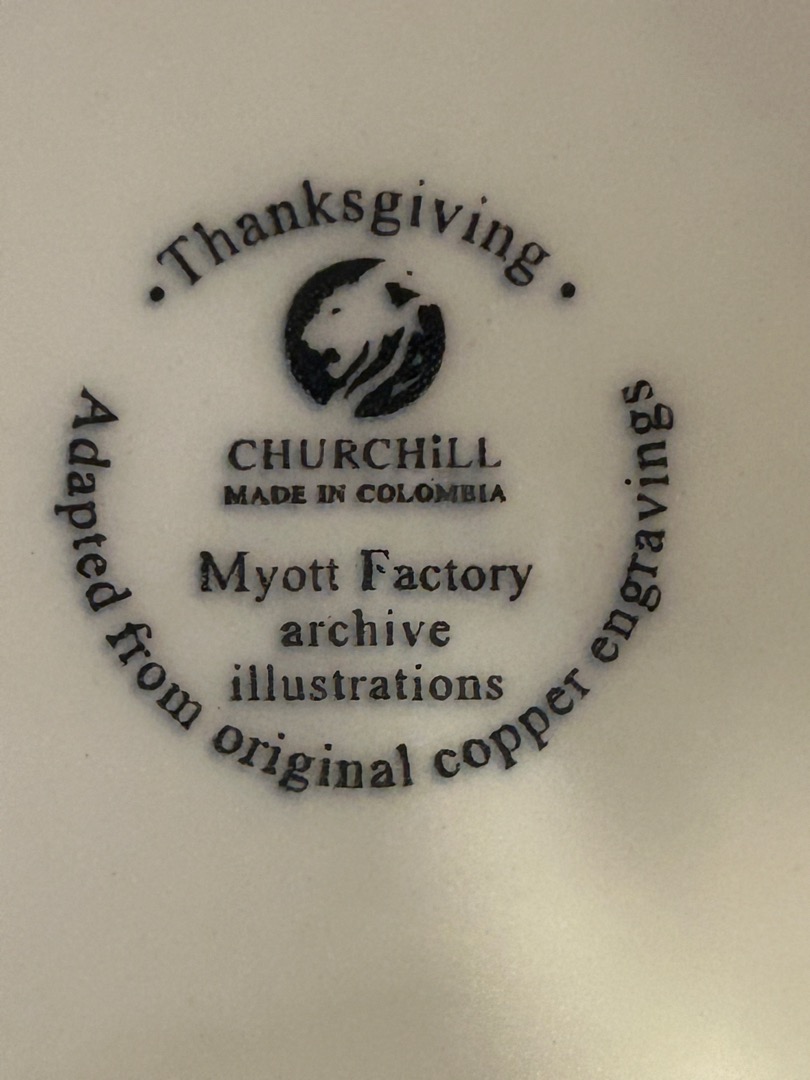 • Thanksgiving •
CHURCHiLL
MADE IN COLOMBIA
Myott Factory
archive
illustrations
Adapted from original copper engravings